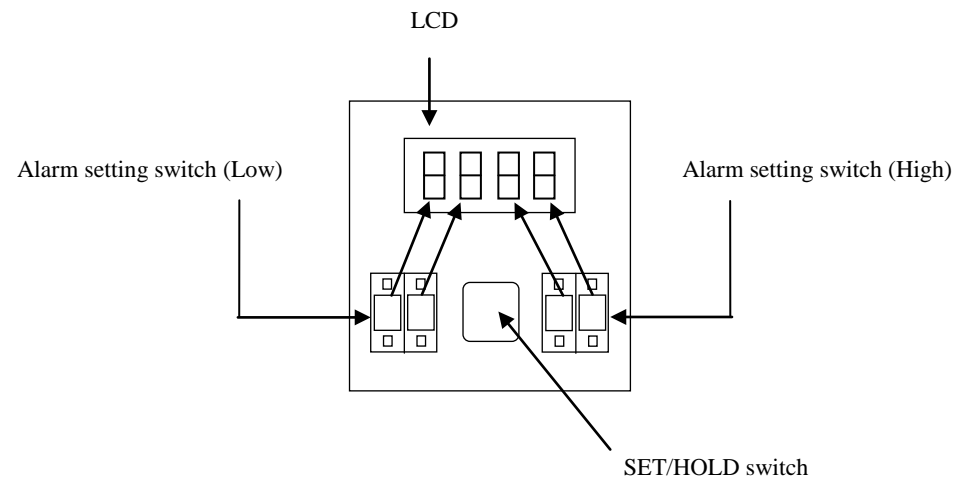 LCD
Alarm setting switch (Low)
Alarm setting switch (High)
SET/HOLD switch